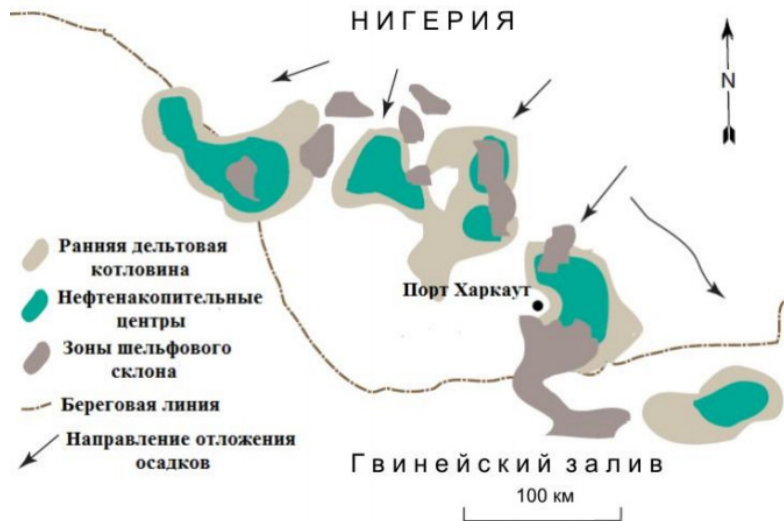 НИГЕРИЯ
N
Ранняя дельтовая
котловина
Нефтенакопительные
центры
Зоны шельфового
склона
Береговая линия
Направление отложения
осадков
Порт Харкаут
Гвинейский залив
100 км